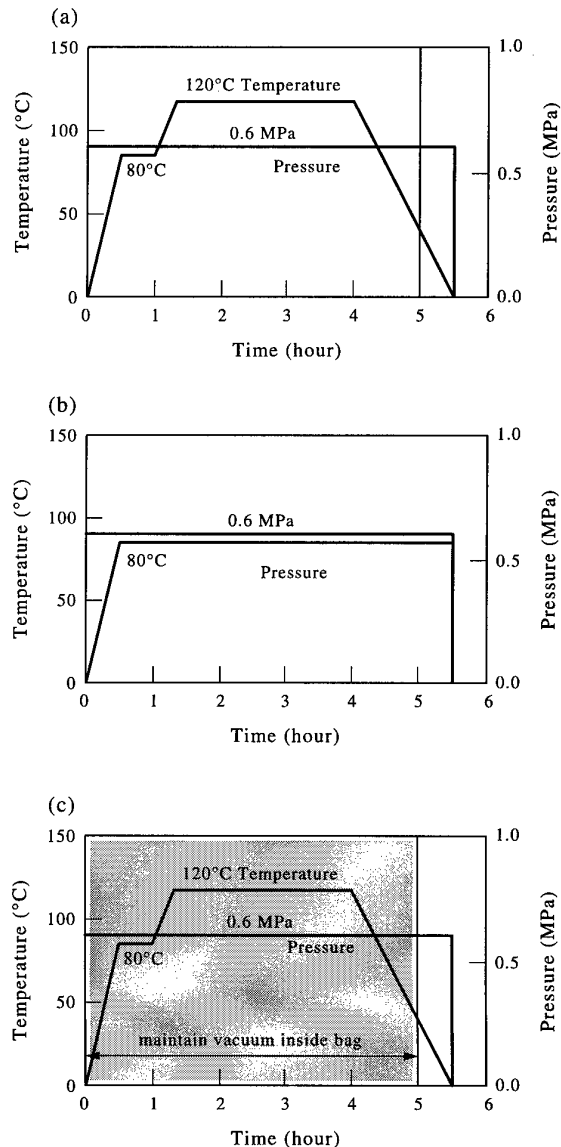 (a)
150
1.0
120°C Temperature
100
0.6 MPa
80°C
Pressure
0.5
50
0
0.0
0 1 2 3 4 5 6
Temperature (°C)
Pressure (MPa)
Time (hour)
(b)
150
1.0
100
0.6 MPa
80°C
Pressure
0.5
50
0
0.0
0 1 2 3 4 5 6
Temperature (°C)
Pressure (MPa)
Time (hour)
(c)
150
1.0
120°C Temperature
100
0.6 MPa
80°C
Pressure
0.5
50
maintain vacuum inside bag
0
0.0
0 1 2 3 4 5 6
Temperature (°C)
Pressure (MPa)
Time (hour)